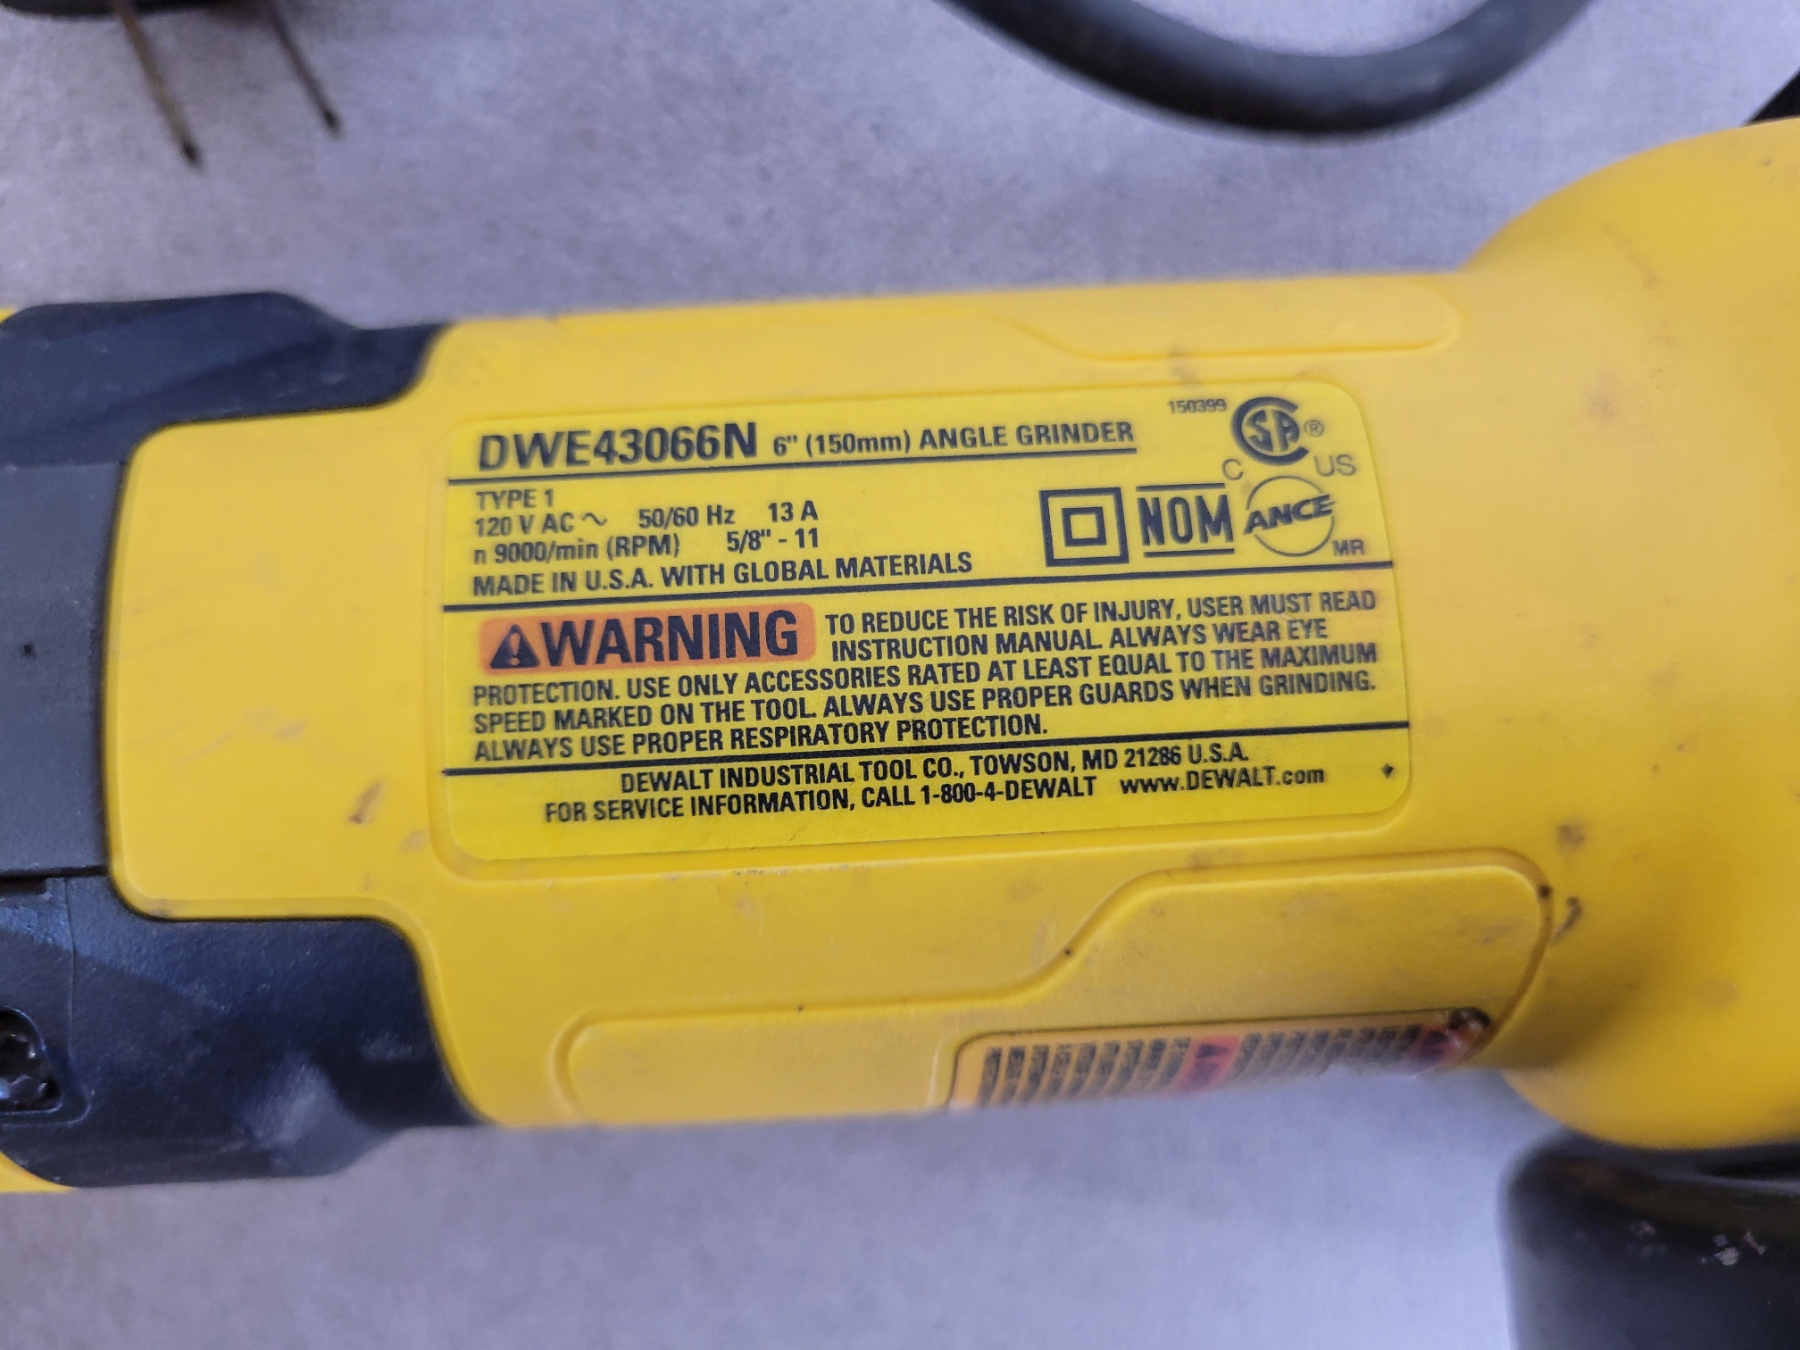 DWE43066N 6" (150mm) ANGLE GRINDER
150399
CSA ®
C US
TYPE 1
120 V AC ~ 50/60 Hz 13 A
n 9000/min (RPM) 5/8" - 11
MADE IN U.S.A. WITH GLOBAL MATERIALS
NOM
ANCE
MR
WARNING TO REDUCE THE RISK OF INJURY, USER MUST READ
INSTRUCTION MANUAL. ALWAYS WEAR EYE
PROTECTION. USE ONLY ACCESSORIES RATED AT LEAST EQUAL TO THE MAXIMUM
SPEED MARKED ON THE TOOL. ALWAYS USE PROPER GUARDS WHEN GRINDING.
ALWAYS USE PROPER RESPIRATORY PROTECTION.
DEWALT INDUSTRIAL TOOL CO., TOWSON, MD 21286 U.S.A.
FOR SERVICE INFORMATION, CALL 1-800-4-DEWALT www.DEWALT.com